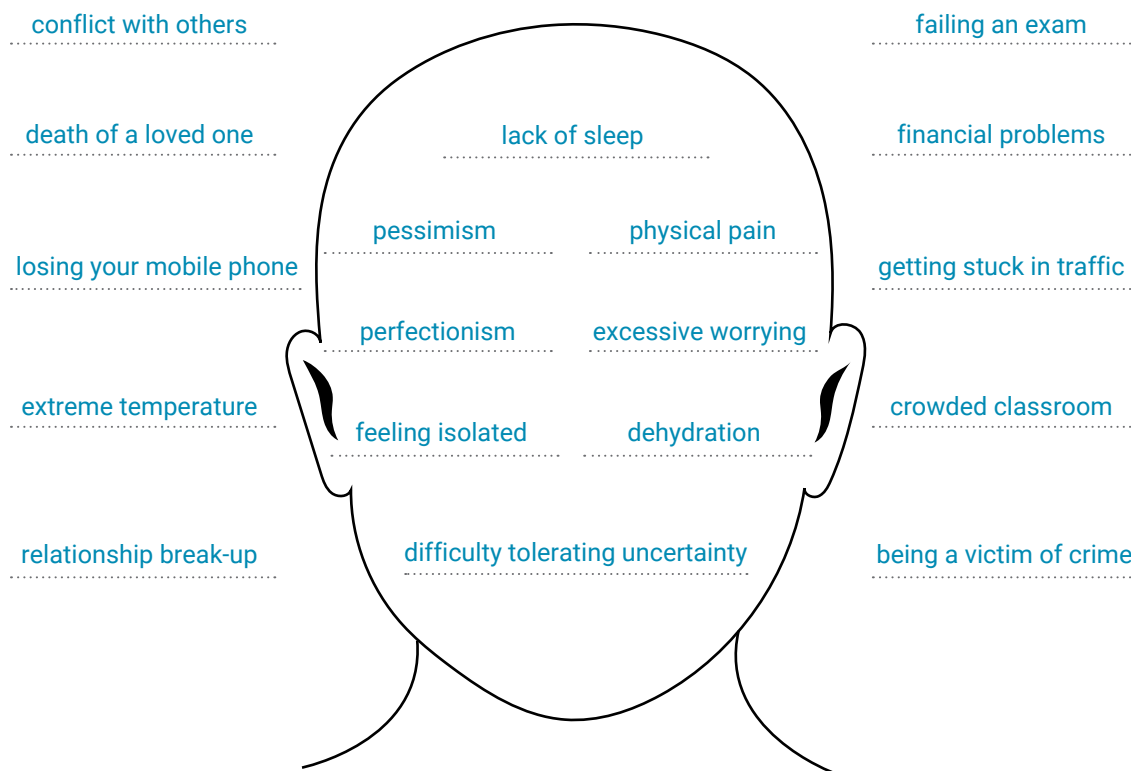 conflict with others
failing an exam
death of a loved one
lack of sleep
financial problems
pessimism
physical pain
losing your mobile phone
getting stuck in traffic
perfectionism
excessive worrying
extreme temperature
crowded classroom
feeling isolated
dehydration
relationship break-up
difficulty tolerating uncertainty
being a victim of crime